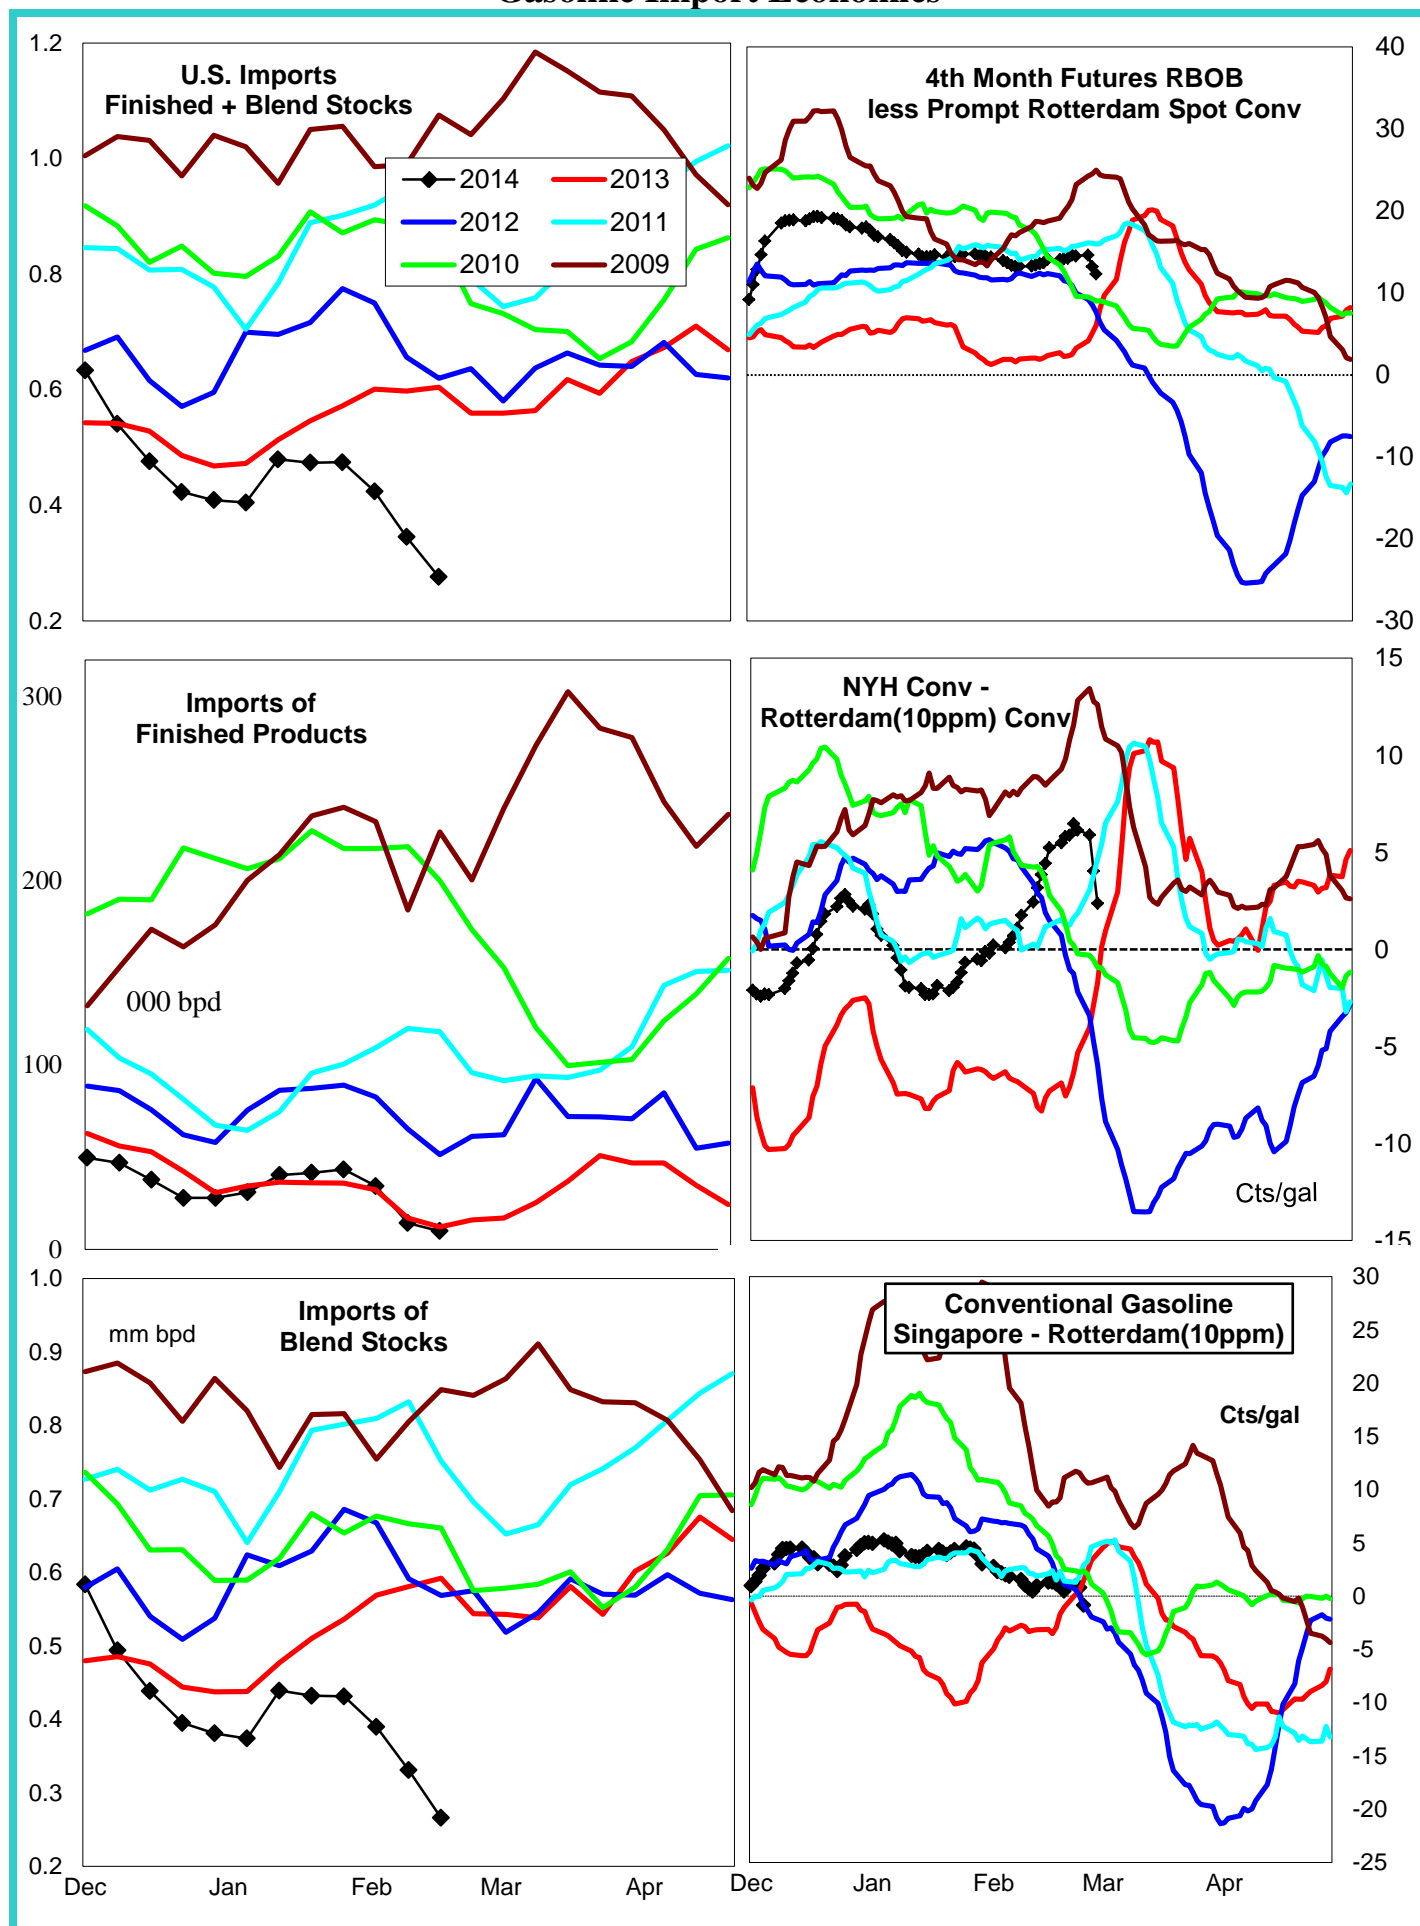 Gasoline Import Economics
1.2
1.0
0.8
0.6
0.4
0.2
U.S. Imports
Finished + Blend Stocks
2014
2013
2012
2011
2010
2009
40
30
20
10
0
-10
-20
-30
4th Month Futures RBOB
less Prompt Rotterdam Spot Conv
300
200
100
0
Imports of
Finished Products
000 bpd
15
10
5
0
-5
-10
-15
NYH Conv -
Rotterdam(10ppm) Conv
Cts/gal
1.0
0.9
0.8
0.7
0.6
0.5
0.4
0.3
0.2
Imports of
Blend Stocks
mm bpd
Dec Jan Feb Mar Apr
30
25
20
15
10
5
0
-5
-10
-15
-20
-25
Conventional Gasoline
Singapore - Rotterdam(10ppm)
Cts/gal
Dec Jan Feb Mar Apr